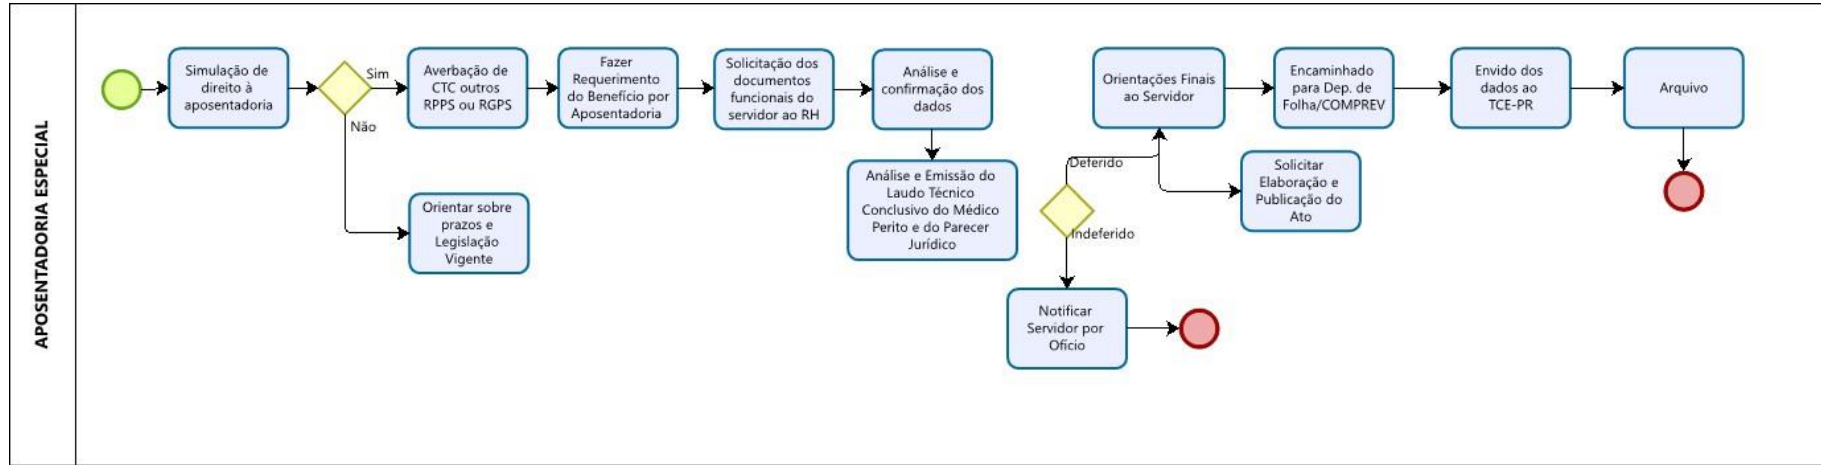 APOSENTADORIA ESPECIAL
Simulação de
direito à
aposentadoria
Sim
Não
Averbação de
CTC outros
RPPS ou RGPS
Orientar sobre
prazos e
Legislação
Vigente
Fazer
Requerimento
do Benefício por
Aposentadoria
Solicitação dos
documentos
funcionais do
servidor ao RH
Análise e
confirmação dos
dados
Análise e Emissão do
Laudo Técnico
Conclusivo do Médico
Perito e do Parecer
Jurídico
Deferido
Indeferido
Notificar
Servidor por
Ofício
Orientações Finais
ao Servidor
Solicitar
Elaboração e
Publicação do
Ato
Encaminhado
para Dep. de
Folha/COMPREV
Envido dos
dados ao
TCE-PR
Arquivo